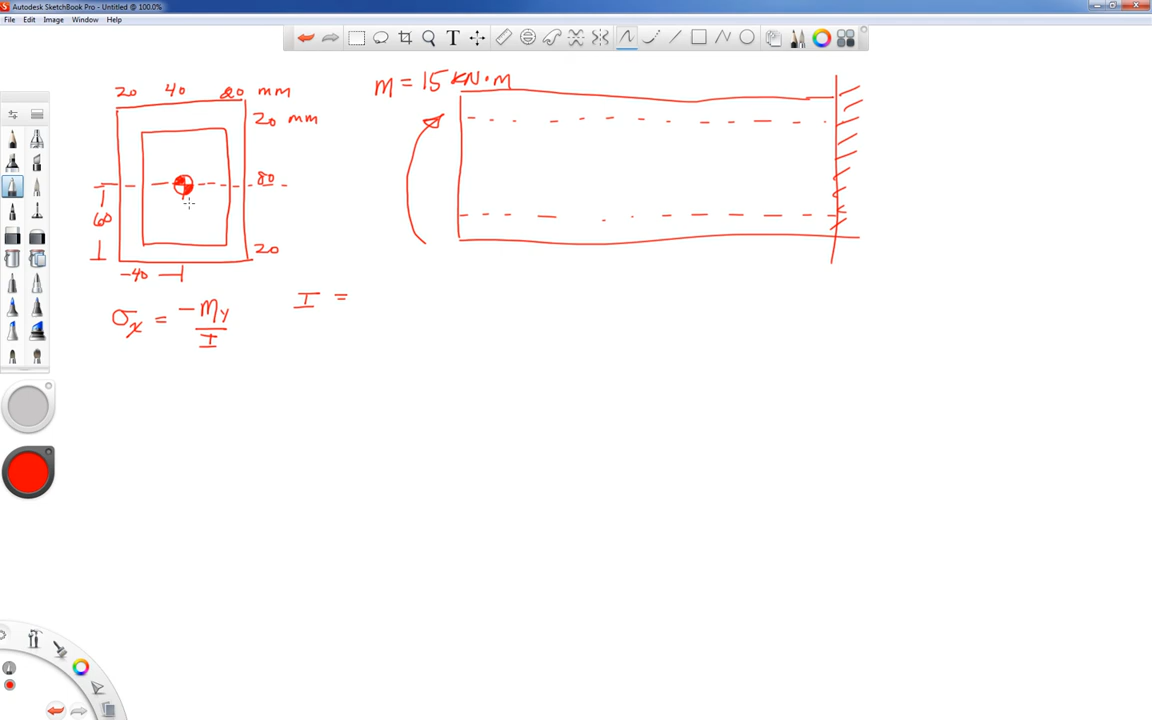 Autodesk SketchBook Pro - Untitled @ 100.0%
File Edit Image Window Help
T
20 40 20 mm
20 mm
80
60
20
-40
σx = -My/I
I =
m = 15 KN·m